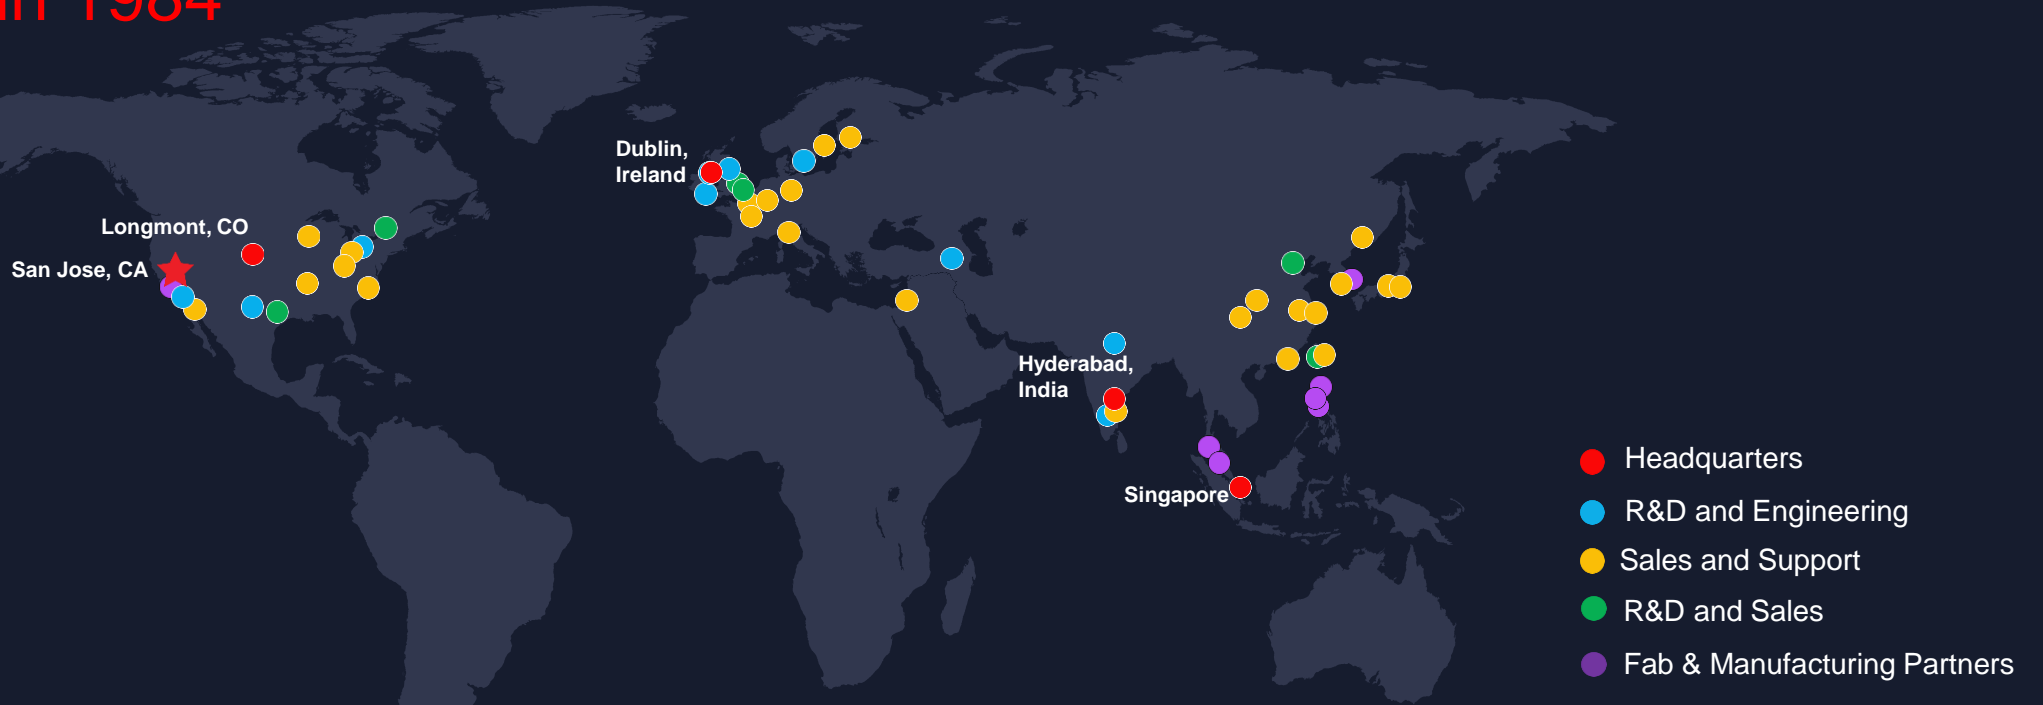 in 1984
Dublin,
Ireland
Longmont, CO
San Jose, CA
Hyderabad,
India
Singapore
Headquarters
R&D and Engineering
Sales and Support
R&D and Sales
Fab & Manufacturing Partners